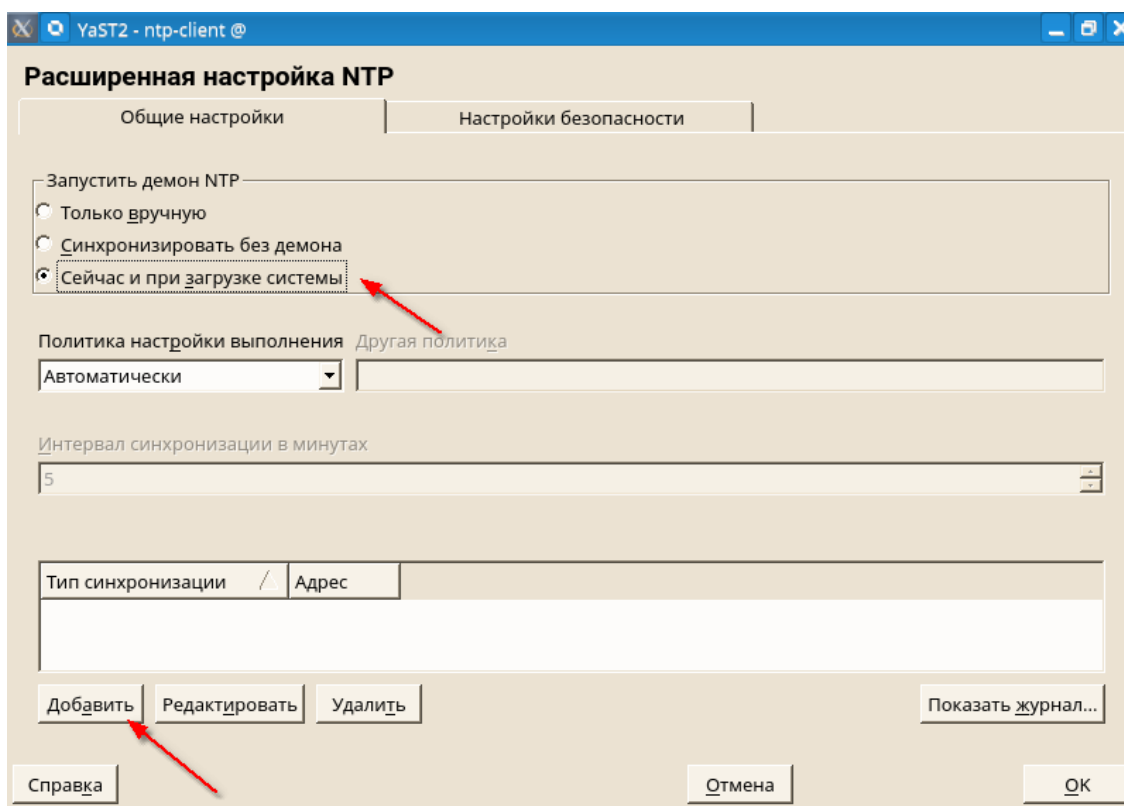 YaST2 - ntp-client @
Расширенная настройка NTP
Общие настройки Настройки безопасности
Запустить демон NTP
Только вручную
Синхронизировать без демона
Сейчас и при загрузке системы
Политика настройки выполнения Другая политика
Автоматически
Интервал синхронизации в минутах
5
Тип синхронизации Адрес
Добавить Редактировать Удалить Показать журнал...
Справка Отмена OK